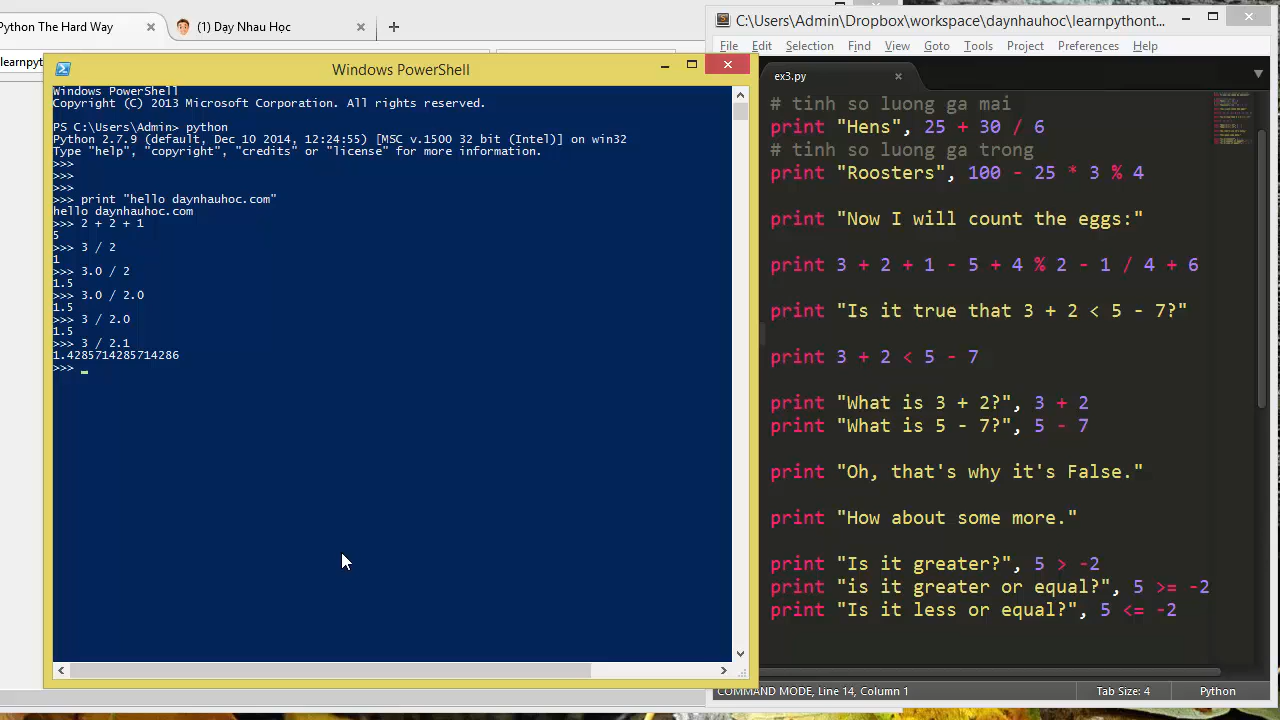 Python The Hard Way
(1) Day Nhau Học
learnpyt
Windows PowerShell
Windows PowerShell
Copyright (C) 2013 Microsoft Corporation. All rights reserved.
PS C:\Users\Admin> python
Python 2.7.9 (default, Dec 10 2014, 12:24:55) [MSC v.1500 32 bit (Intel)] on win32
Type "help", "copyright", "credits" or "license" for more information.
>>>
>>>
>>>
>>> print "hello daynhauhoc.com"
hello daynhauhoc.com
>>> 2 + 2 + 1
5
>>> 3 / 2
1
>>> 3.0 / 2
1.5
>>> 3.0 / 2.0
1.5
>>> 3 / 2.0
1.5
>>> 3 / 2.1
1.4285714285714286
>>>
C:\Users\Admin\Dropbox\workspace\daynhauhoc\learnpythont...
File Edit Selection Find View Goto Tools Project Preferences Help
ex3.py
# tinh so luong ga mai
print "Hens", 25 + 30 / 6
# tinh so luong ga trong
print "Roosters", 100 - 25 * 3 % 4
print "Now I will count the eggs:"
print 3 + 2 + 1 - 5 + 4 % 2 - 1 / 4 + 6
print "Is it true that 3 + 2 < 5 - 7?"
print 3 + 2 < 5 - 7
print "What is 3 + 2?", 3 + 2
print "What is 5 - 7?", 5 - 7
print "Oh, that's why it's False."
print "How about some more."
print "Is it greater?", 5 > -2
print "is it greater or equal?", 5 >= -2
print "Is it less or equal?", 5 <= -2
COMMAND MODE, Line 14, Column 1
Tab Size: 4
Python